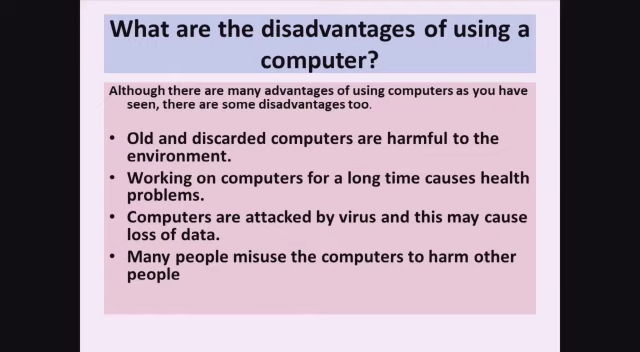 What are the disadvantages of using a
computer?
Although there are many advantages of using computers as you have
seen, there are some disadvantages too.
• Old and discarded computers are harmful to the
environment.
• Working on computers for a long time causes health
problems.
• Computers are attacked by virus and this may cause
loss of data.
• Many people misuse the computers to harm other
people